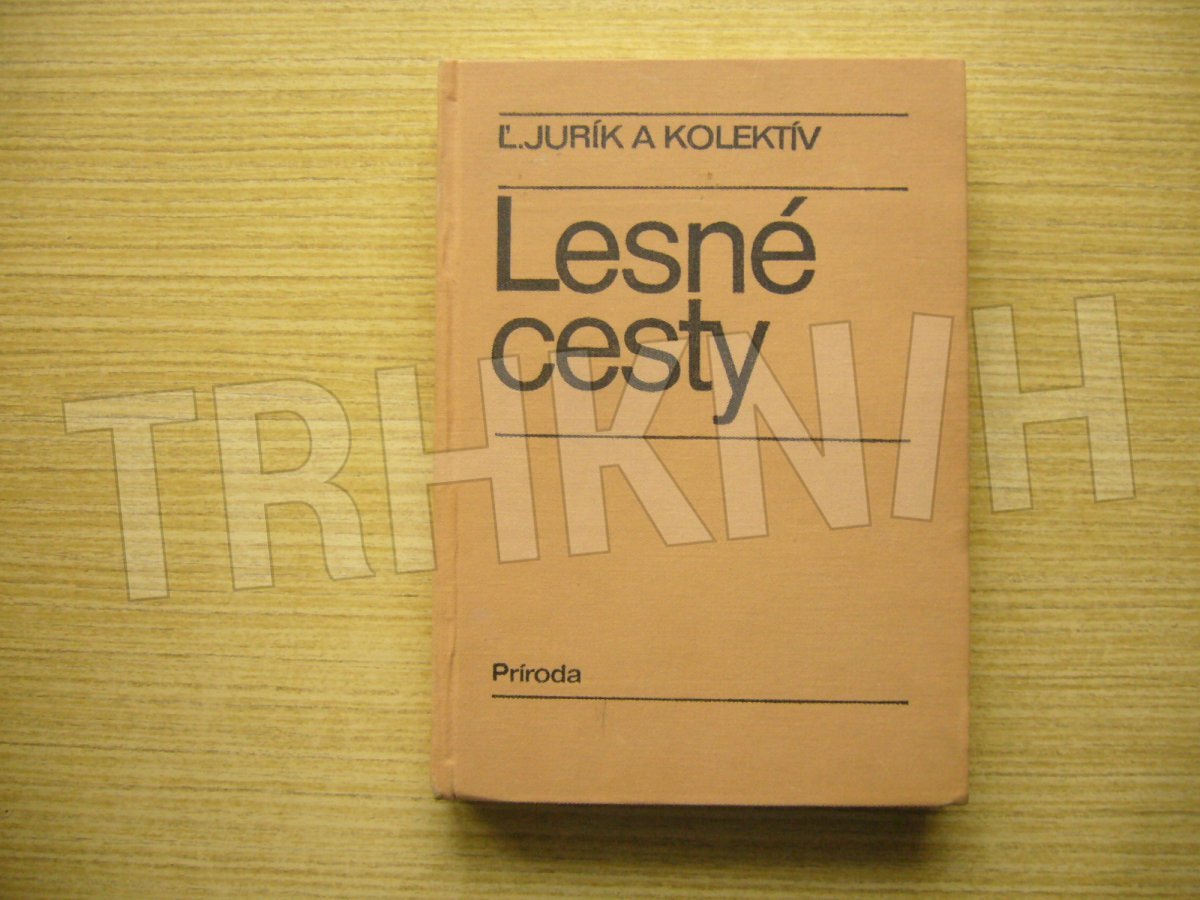 Ľ.JURÍK A KOLEKTÍV
Lesné
cesty
TRHKNIH
Príroda